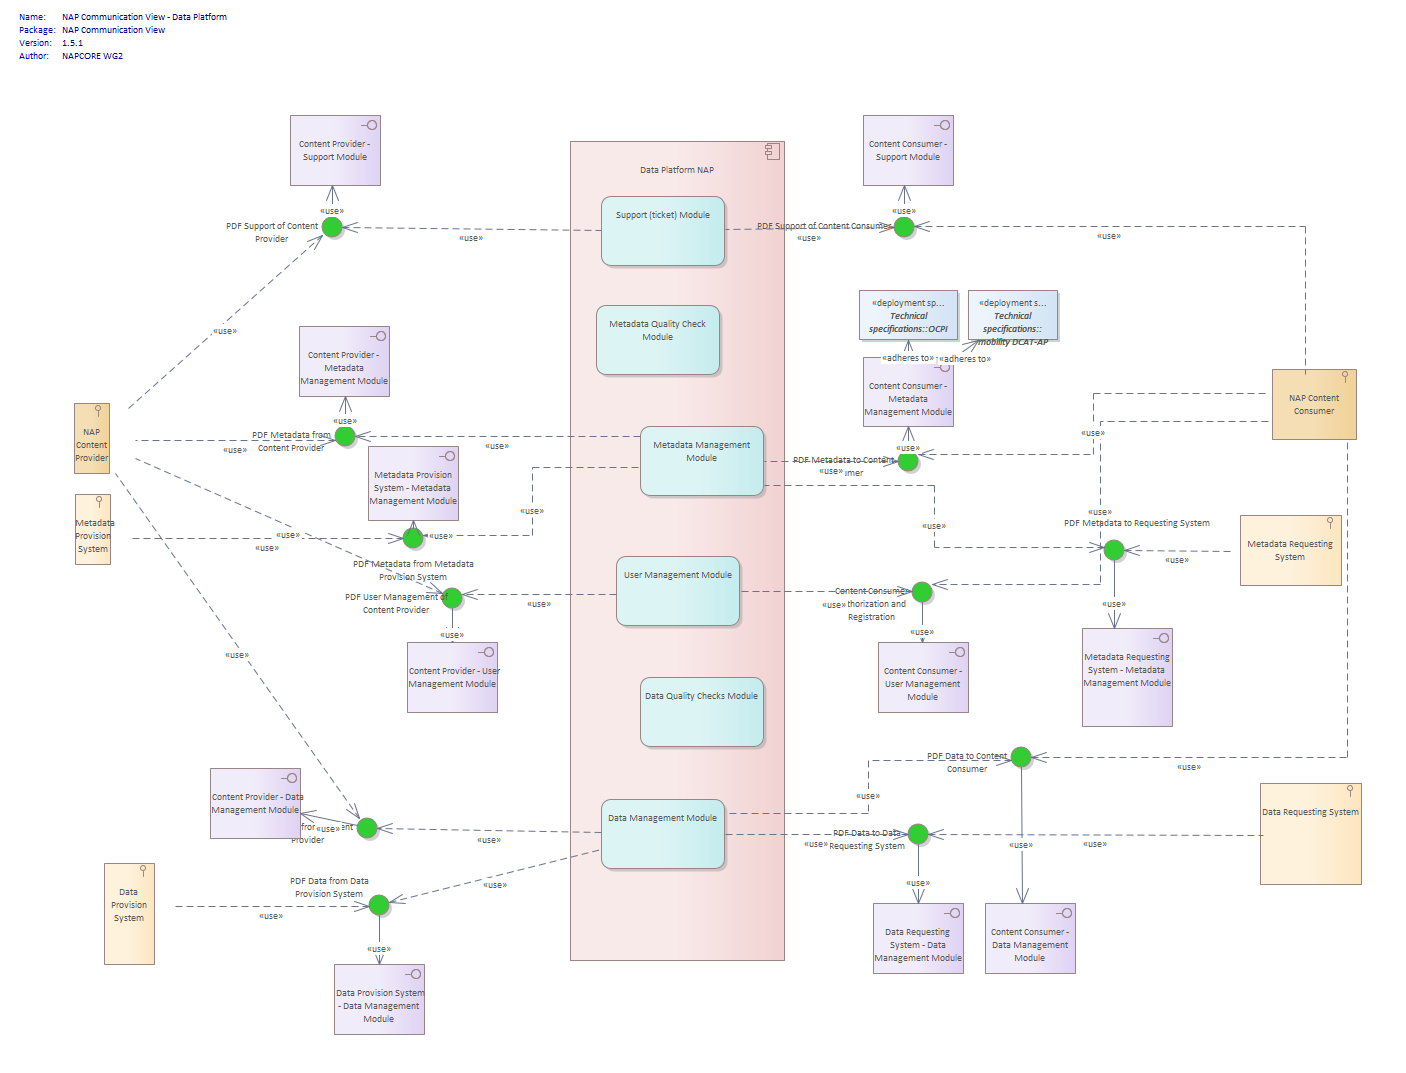 Name: NAP Communication View - Data Platform
Package: NAP Communication View
Version: 1.5.1
Author: NAPCORE WG2
Content Provider -
Support Module
Content Consumer -
Support Module
Data Platform NAP
Support (ticket) Module
«use»
«use»
PDF Support of Content
Provider
«use»
PDF Support of Content Consumer
«use»
«use»
Metadata Quality Check
Module
«deployment sp...
Technical
specifications::OCPI
«deployment s...
Technical
specifications::
mobility DCAT-AP
«use»
Content Provider -
Metadata
Management Module
«adheres to»
«adheres to»
Content Consumer -
Metadata
Management Module
NAP Content
Consumer
NAP
Content
Provider
«use»
PDF Metadata from
Content Provider
«use»
«use»
Metadata Management
Module
«use»
«use»
PDF Metadata to Content
«use»
Metadata Provision
System - Metadata
Management Module
Metadata
Provision
System
«use»
«use»
«use»
«use»
«use»
«use»
PDF Metadata to Requesting System
Metadata Requesting
System
«use»
PDF Metadata from Metadata
Provision System
User Management Module
PDF User Management of
Content Provider
«use»
Content Consumer
«use»
thorization and
Registration
«use»
«use»
«use»
Content Provider - User
Management Module
Content Consumer -
User Management
Module
Metadata Requesting
System - Metadata
Management Module
«use»
Data Quality Checks Module
PDF Data to Content
Consumer
«use»
«use»
Content Provider - Data
Management Module
«use»
Provider
Data Management Module
«use»
«use»
PDF Data to Data
Requesting System
«use»
«use»
Data Requesting System
Data
Provision
System
PDF Data from Data
Provision System
«use»
«use»
«use»
«use»
Data Provision System
- Data Management
Module
Data Requesting
System - Data
Management Module
Content Consumer -
Data Management
Module